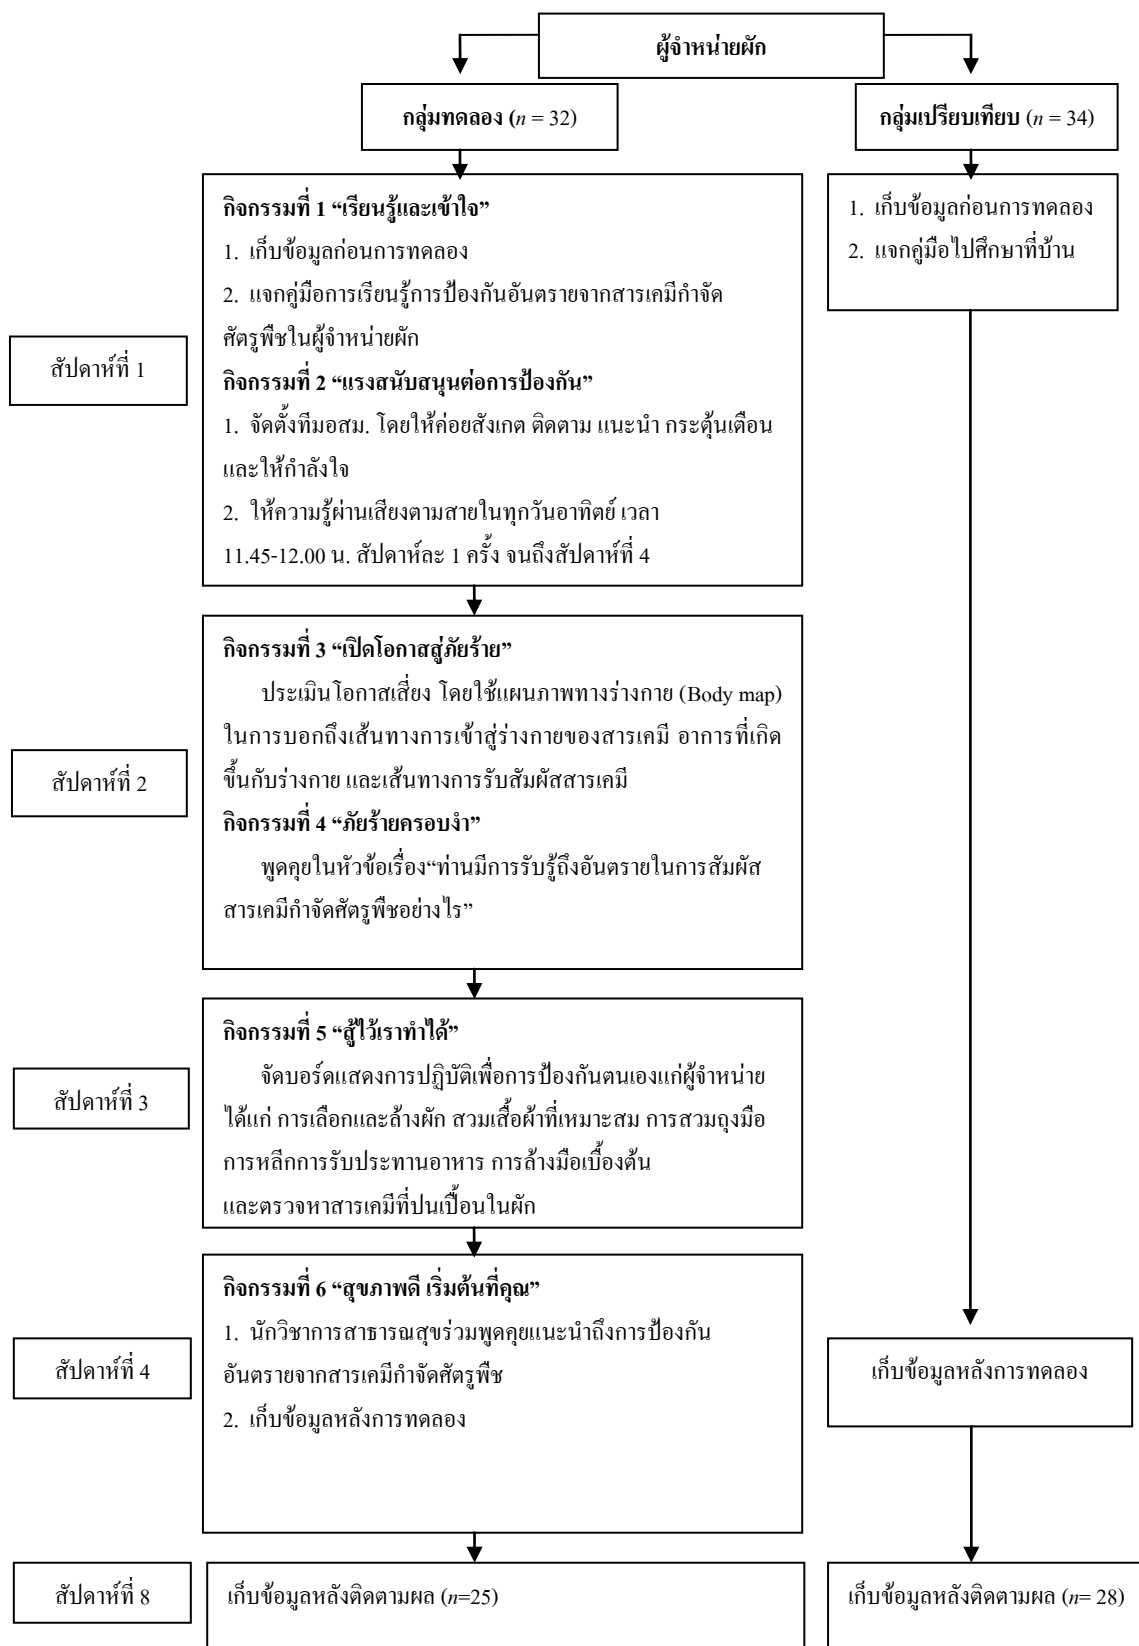 ผู้จำหน่ายผัก
กลุ่มทดลอง (n = 32)
กลุ่มเปรียบเทียบ (n = 34)
สัปดาห์ที่ 1
กิจกรรมที่ 1 “เรียนรู้และเข้าใจ”
1. เก็บข้อมูลก่อนการทดลอง
2. แจกคู่มือการเรียนรู้การป้องกันอันตรายจากสารเคมีกำจัด
ศัตรูพืชในผู้จำหน่ายผัก
กิจกรรมที่ 2 “แรงสนับสนุนต่อการป้องกัน”
1. จัดตั้งทีมอสม. โดยให้ค่อยสังเกต ติดตาม แนะนำ กระตุ้นเตือน
และให้กำลังใจ
2. ให้ความรู้ผ่านเสียงตามสายในทุกวันอาทิตย์ เวลา
11.45-12.00 น. สัปดาห์ละ 1 ครั้ง จนถึงสัปดาห์ที่ 4
1. เก็บข้อมูลก่อนการทดลอง
2. แจกคู่มือไปศึกษาที่บ้าน
สัปดาห์ที่ 2
กิจกรรมที่ 3 “เปิดโอกาสสู่ภัยร้าย”
ประเมินโอกาสเสี่ยง โดยใช้แผนภาพทางร่างกาย (Body map)
ในการบอกถึงเส้นทางการเข้าสู่ร่างกายของสารเคมี อาการที่เกิด
ขึ้นกับร่างกาย และเส้นทางการรับสัมผัสสารเคมี
กิจกรรมที่ 4 “ภัยร้ายครอบงำ”
พูดคุยในหัวข้อเรื่อง“ท่านมีการรับรู้ถึงอันตรายในการสัมผัส
สารเคมีกำจัดศัตรูพืชอย่างไร”
สัปดาห์ที่ 3
กิจกรรมที่ 5 “สู้ไว้เราทำได้”
จัดบอร์ดแสดงการปฏิบัติเพื่อการป้องกันตนเองแก่ผู้จำหน่าย
ได้แก่ การเลือกและล้างผัก สวมเสื้อผ้าที่เหมาะสม การสวมถุงมือ
การหลีกการรับประทานอาหาร การล้างมือเบื้องต้น
และตรวจหาสารเคมีที่ปนเปื้อนในผัก
สัปดาห์ที่ 4
กิจกรรมที่ 6 “สุขภาพดี เริ่มต้นที่คุณ”
1. นักวิชาการสาธารณสุขร่วมพูดคุยแนะนำถึงการป้องกัน
อันตรายจากสารเคมีกำจัดศัตรูพืช
2. เก็บข้อมูลหลังการทดลอง
เก็บข้อมูลหลังการทดลอง
สัปดาห์ที่ 8
เก็บข้อมูลหลังติดตามผล (n=25)
เก็บข้อมูลหลังติดตามผล (n= 28)